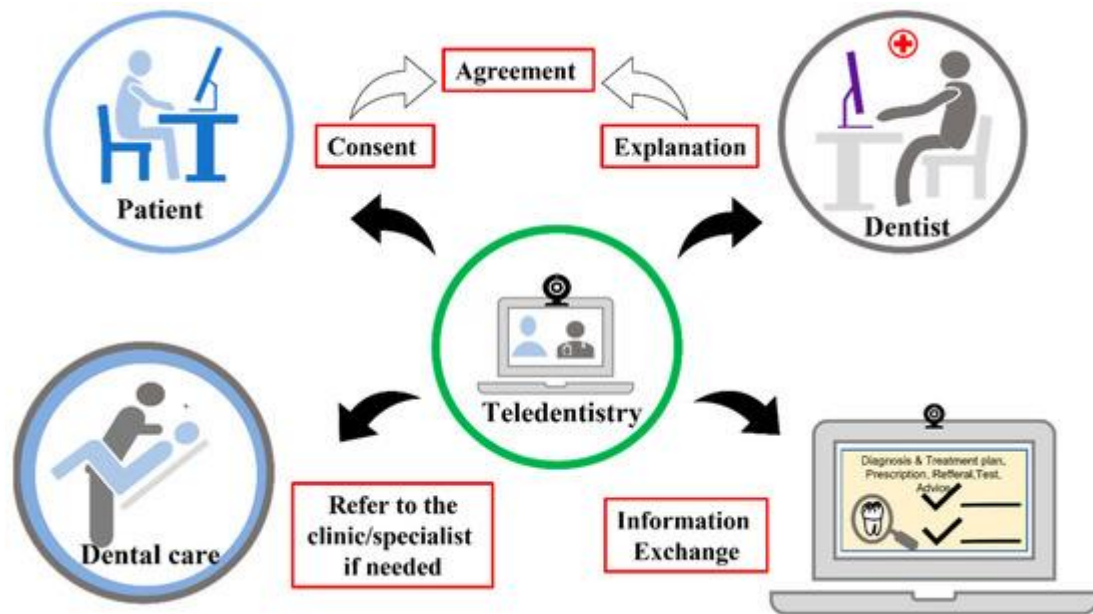 Agreement
Consent
Explanation
Patient
Dentist
Teledentistry
Diagnosis & Treatment plan,
Prescription, Refferal,Test,
Advice
Refer to the
clinic/specialist
if needed
Information
Exchange
Dental care